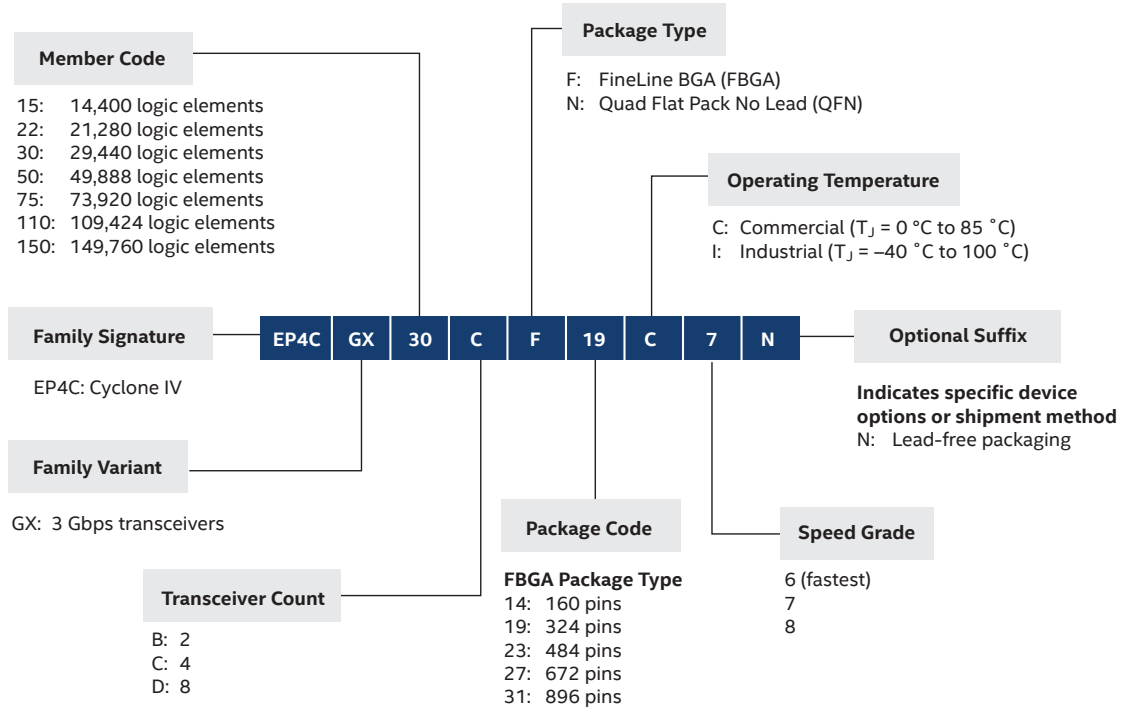 Member Code
15: 14,400 logic elements
22: 21,280 logic elements
30: 29,440 logic elements
50: 49,888 logic elements
75: 73,920 logic elements
110: 109,424 logic elements
150: 149,760 logic elements
Package Type
F: FineLine BGA (FBGA)
N: Quad Flat Pack No Lead (QFN)
Operating Temperature
C: Commercial (TJ = 0 °C to 85 ˚C)
I: Industrial (TJ = –40 ˚C to 100 ˚C)
Family Signature
EP4C: Cyclone IV
EP4C GX 30 C F 19 C 7 N
Optional Suffix
Indicates specific device
options or shipment method
N: Lead-free packaging
Family Variant
GX: 3 Gbps transceivers
Transceiver Count
B: 2
C: 4
D: 8
Package Code
FBGA Package Type
14: 160 pins
19: 324 pins
23: 484 pins
27: 672 pins
31: 896 pins
Speed Grade
6 (fastest)
7
8